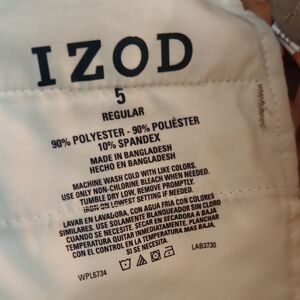 IZOD
5
REGULAR
90% POLYESTER - 90% POLIÉSTER
10% SPANDEX
MADE IN BANGLADESH
HECHO EN BANGLADESH
MACHINE WASH COLD WITH LIKE COLORS.
USE ONLY NON-CHLORINE BLEACH WHEN NEEDED.
TUMBLE DRY LOW. REMOVE PROMPTLY.
IRON ON LOWEST SETTING IF NEEDED.
LAVAR EN LAVADORA, CON AGUA FRIA CON COLORES
SIMILARES. USE SOLAMENTE BLANQUEADOR SIN CLORO
CUANDO SE NECESITE. SECAR EN SECADORA A BAJA
TEMPERATURA QUITAR INMEDIATAMENTE. PLANCHAR
CON EL CONTROL EN LA TEMPERATURA MAS BAJA,
SI SE NECESITA.
WPL6734
LAB3730